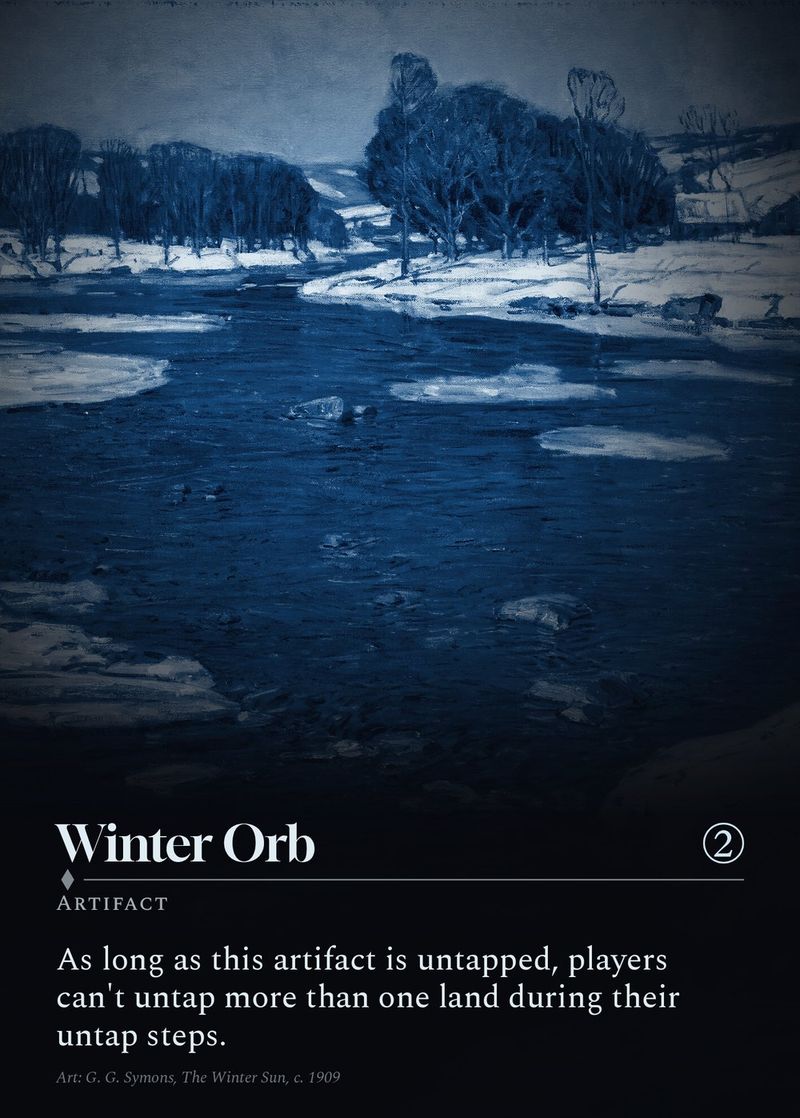 Winter Orb ②
Artifact
As long as this artifact is untapped, players
can't untap more than one land during their
untap steps.
Art: G. G. Symons, The Winter Sun, c. 1909